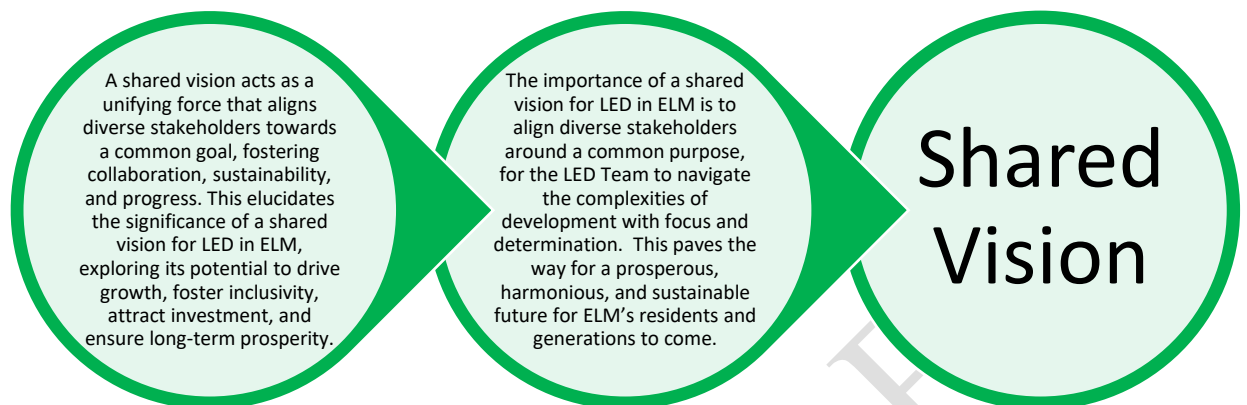 A shared vision acts as a
unifying force that aligns
diverse stakeholders towards
a common goal, fostering
collaboration, sustainability,
and progress. This elucidates
the significance of a shared
vision for LED in ELM,
exploring its potential to drive
growth, foster inclusivity,
attract investment, and
ensure long-term prosperity.
The importance of a shared
vision for LED in ELM is to
align diverse stakeholders
around a common purpose,
for the LED Team to navigate
the complexities of
development with focus and
determination.  This paves the
way for a prosperous,
harmonious, and sustainable
future for ELM’s residents and
generations to come.
Shared
Vision